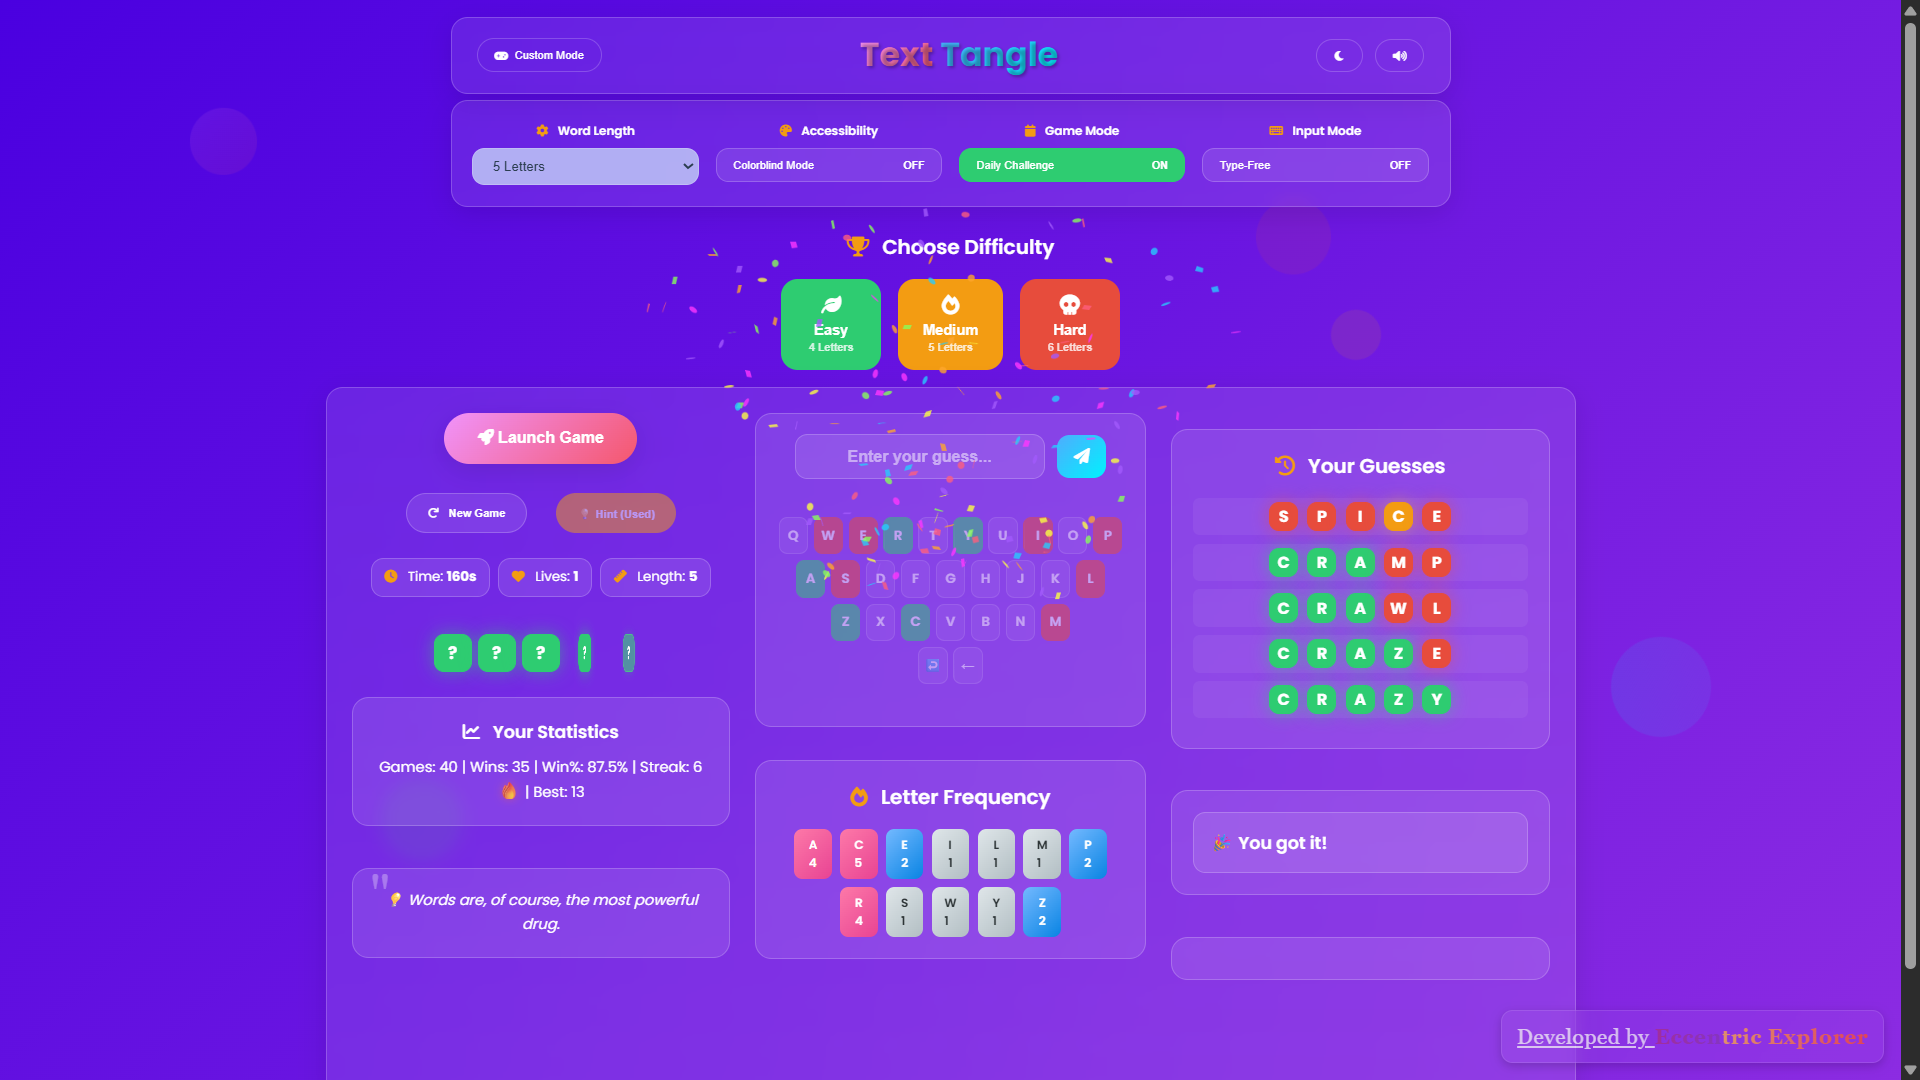 Custom Mode
Text Tangle
Word Length
Accessibility
Game Mode
Input Mode
5 Letters
Colorblind Mode OFF
Daily Challenge ON
Type-Free OFF
Choose Difficulty
Easy
4 Letters
Medium
5 Letters
Hard
6 Letters
Launch Game
New Game
Hint (Used)
Time: 160s
Lives: 1
Length: 5
? ? ? ? ?
Your Statistics
Games: 40 | Wins: 35 | Win%: 87.5% | Streak: 6
🔥 | Best: 13
"
💡 Words are, of course, the most powerful
drug.
Enter your guess...
Q W E R T Y U I O P
A S D F G H J K L
Z X C V B N M
←
Letter Frequency
A C E I L M P
4 5 2 1 1 1 2
R S W Y Z
4 1 1 1 2
Your Guesses
S P I C E
C R A M P
C R A W L
C R A Z E
C R A Z Y
🎉 You got it!
Developed by Eccentric Explorer